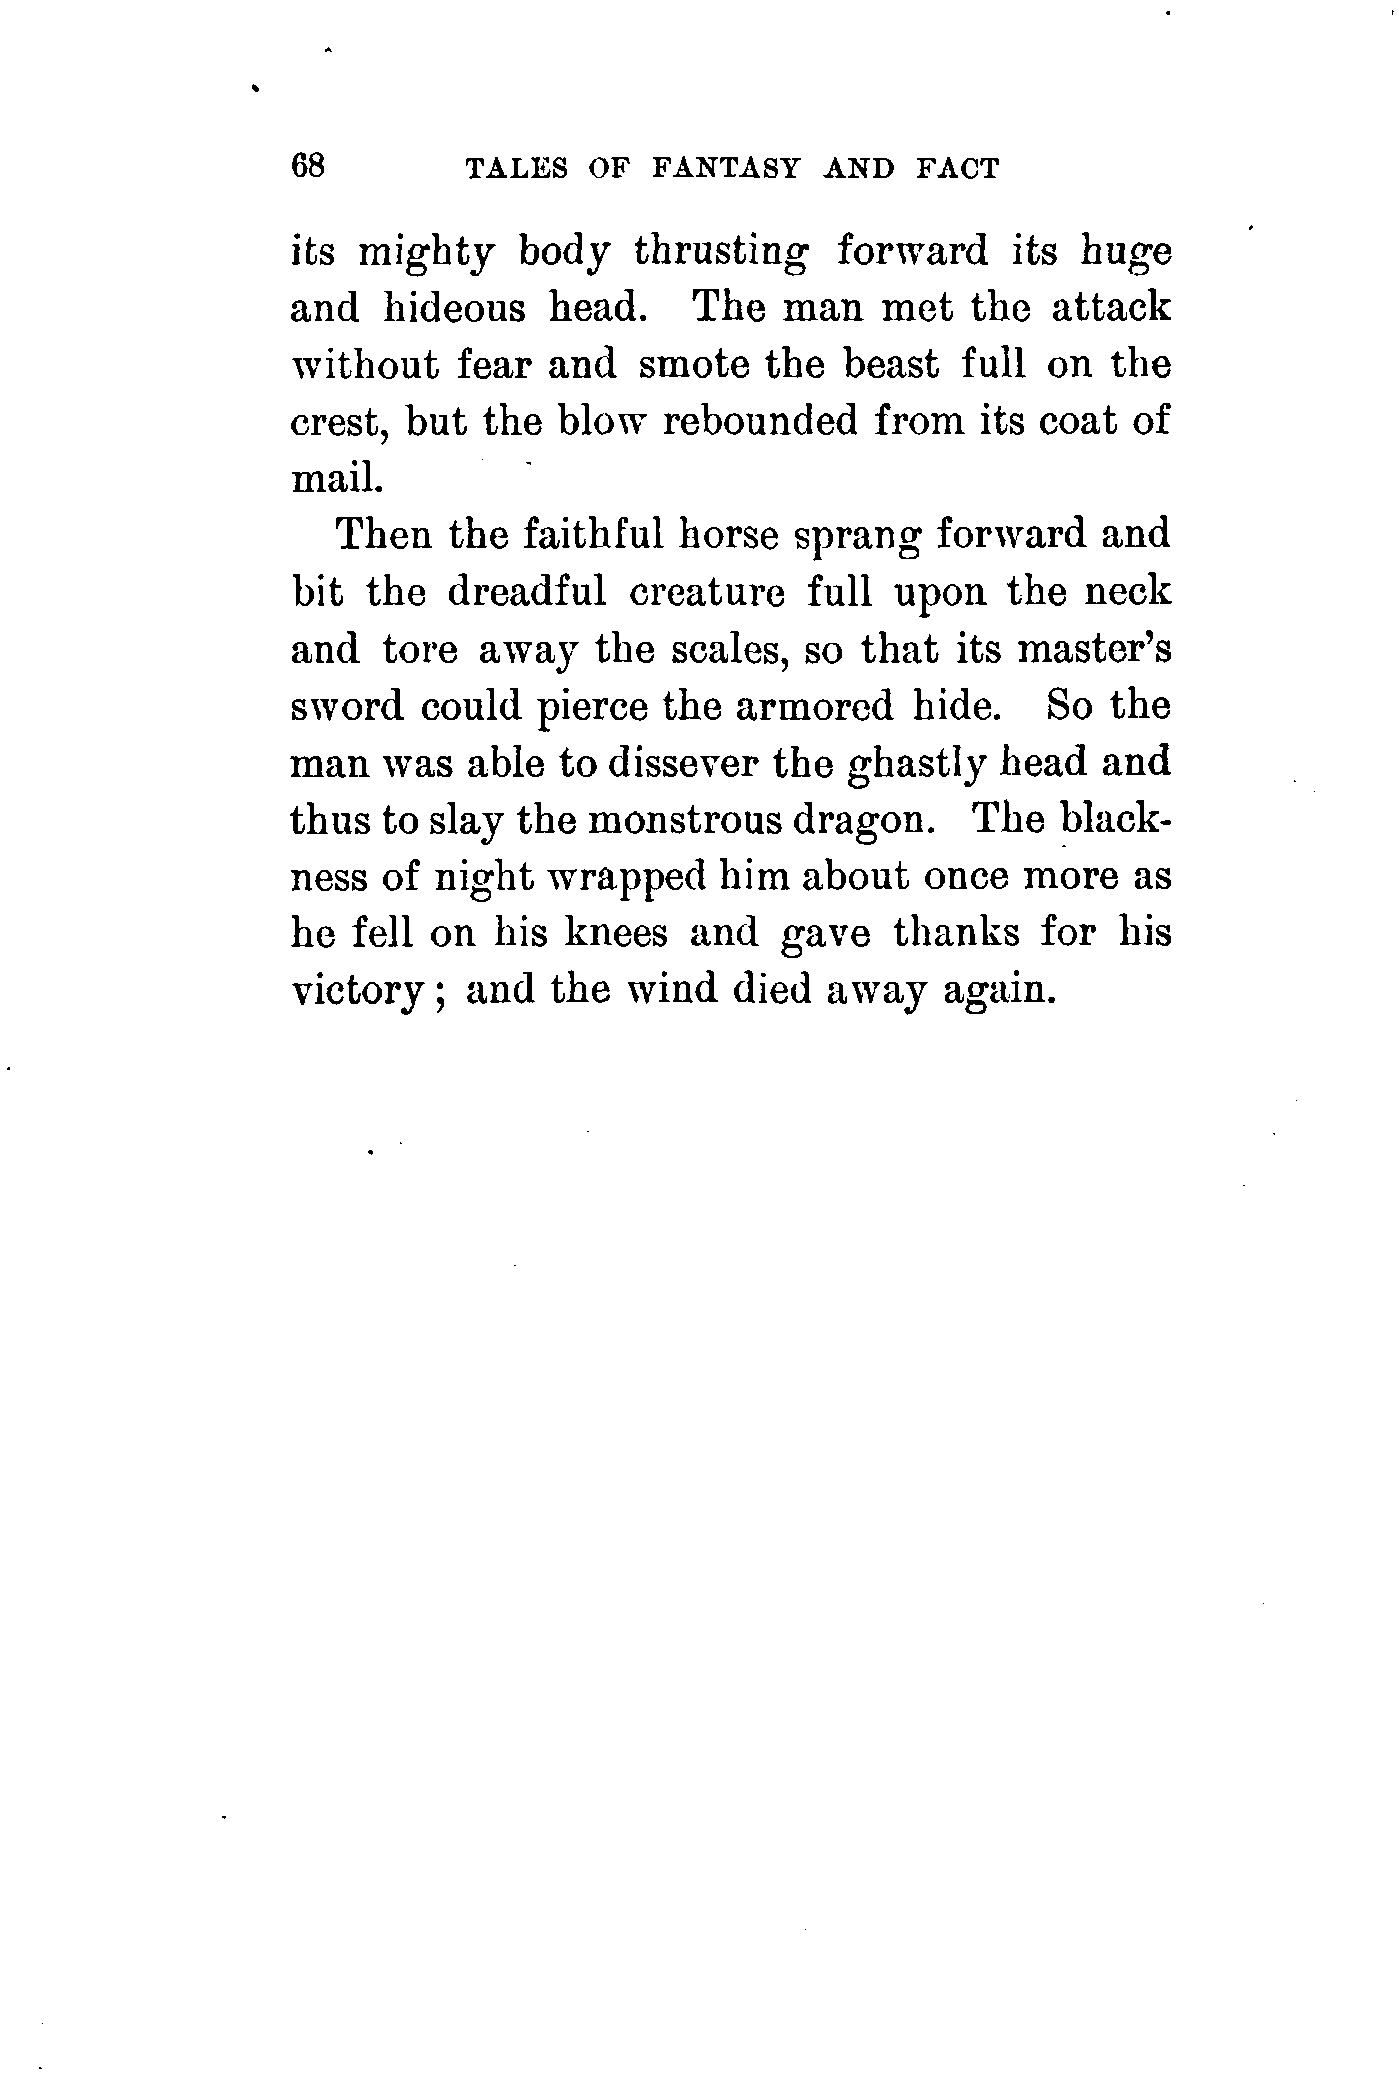 68 TALES OF FANTASY AND FACT
its mighty body thrusting forward its huge
and hideous head. The man met the attack
without fear and smote the beast full on the
crest, but the blow rebounded from its coat of
mail.
Then the faithful horse sprang forward and
bit the dreadful creature full upon the neck
and tore away the scales, so that its master's
sword could pierce the armored hide. So the
man was able to dissever the ghastly head and
thus to slay the monstrous dragon. The black-
ness of night wrapped him about once more as
he fell on his knees and gave thanks for his
victory ; and the wind died away again.